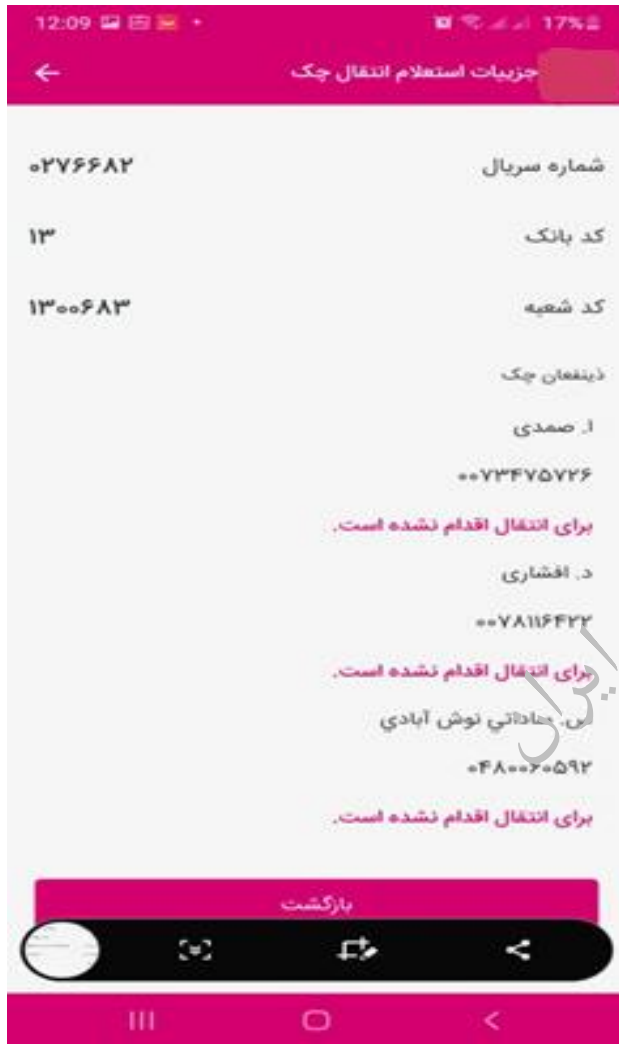 12:09
17%
جزییات استعلام انتقال چک
شماره سریال
۰۲۷۶۶۸۲
کد بانک
۱۳
کد شعبه
۱۳۰۰۶۸۳
ذینفعان چک
ا. صمدی
۰۰۷۳۴۷۵۷۲۶
برای انتقال اقدام نشده است.
د. افشاری
۰۰۷۸۱۱۶۴۲۲
برای انتقال اقدام نشده است.
نوش آبادي
۰۴۸۰۰۶۰۵۹۲
برای انتقال اقدام نشده است.
بازگشت
ایران